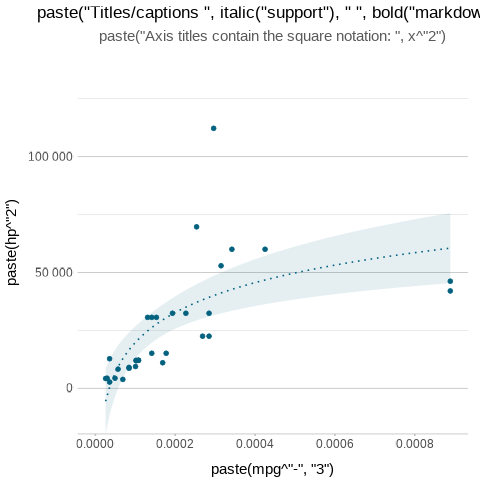 paste("Titles/captions ", italic("support"), " ", bold("markdow
paste("Axis titles contain the square notation: ", x^"2")
100 000
50 000
0
paste(hp^"2")
0.0000 0.0002 0.0004 0.0006 0.0008
paste(mpg^"-", "3")